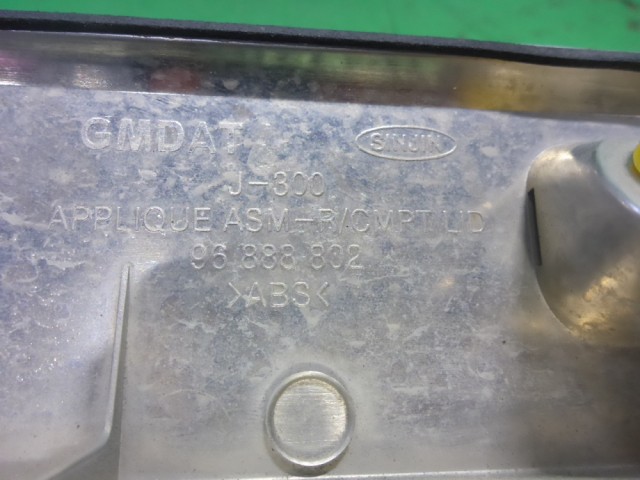 GMDAT
SINJIN
J-300
APPLIQUE ASM-R/CMPT LID
96 888 802
>ABS<